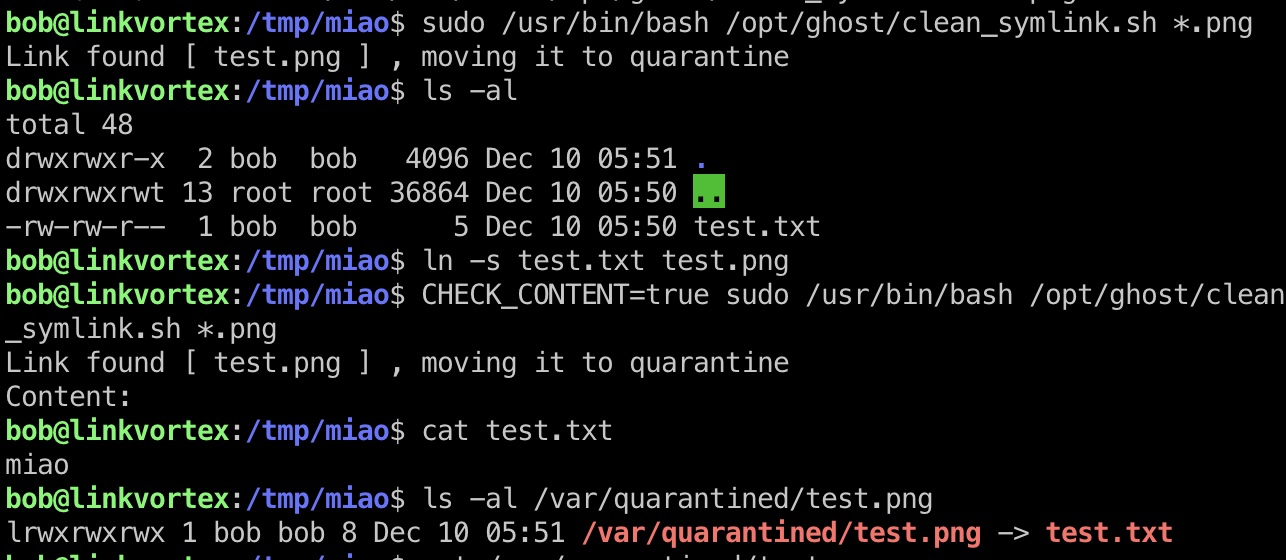 bob@linkvortex:/tmp/miao$ sudo /usr/bin/bash /opt/ghost/clean_symlink.sh *.png
Link found [ test.png ] , moving it to quarantine
bob@linkvortex:/tmp/miao$ ls -al
total 48
drwxrwxr-x  2 bob  bob   4096 Dec 10 05:51 .
drwxrwxrwt 13 root root 36864 Dec 10 05:50 ..
-rw-rw-r--  1 bob  bob      5 Dec 10 05:50 test.txt
bob@linkvortex:/tmp/miao$ ln -s test.txt test.png
bob@linkvortex:/tmp/miao$ CHECK_CONTENT=true sudo /usr/bin/bash /opt/ghost/clean
_symlink.sh *.png
Link found [ test.png ] , moving it to quarantine
Content:
bob@linkvortex:/tmp/miao$ cat test.txt
miao
bob@linkvortex:/tmp/miao$ ls -al /var/quarantined/test.png
lrwxrwxrwx 1 bob bob 8 Dec 10 05:51 /var/quarantined/test.png -> test.txt